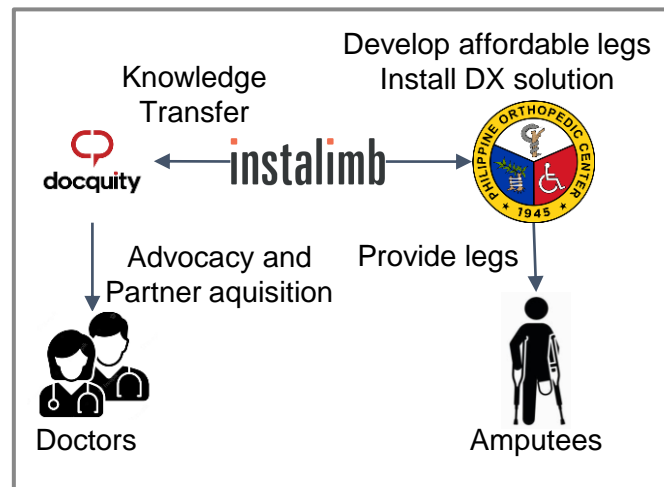 Develop affordable legs
Install DX solution
Knowledge
Transfer
docquity
instalimb
PHILIPPINE ORTHOPEDIC CENTER
★ 1945 ★
Advocacy and
Partner aquisition
Provide legs
Doctors
Amputees